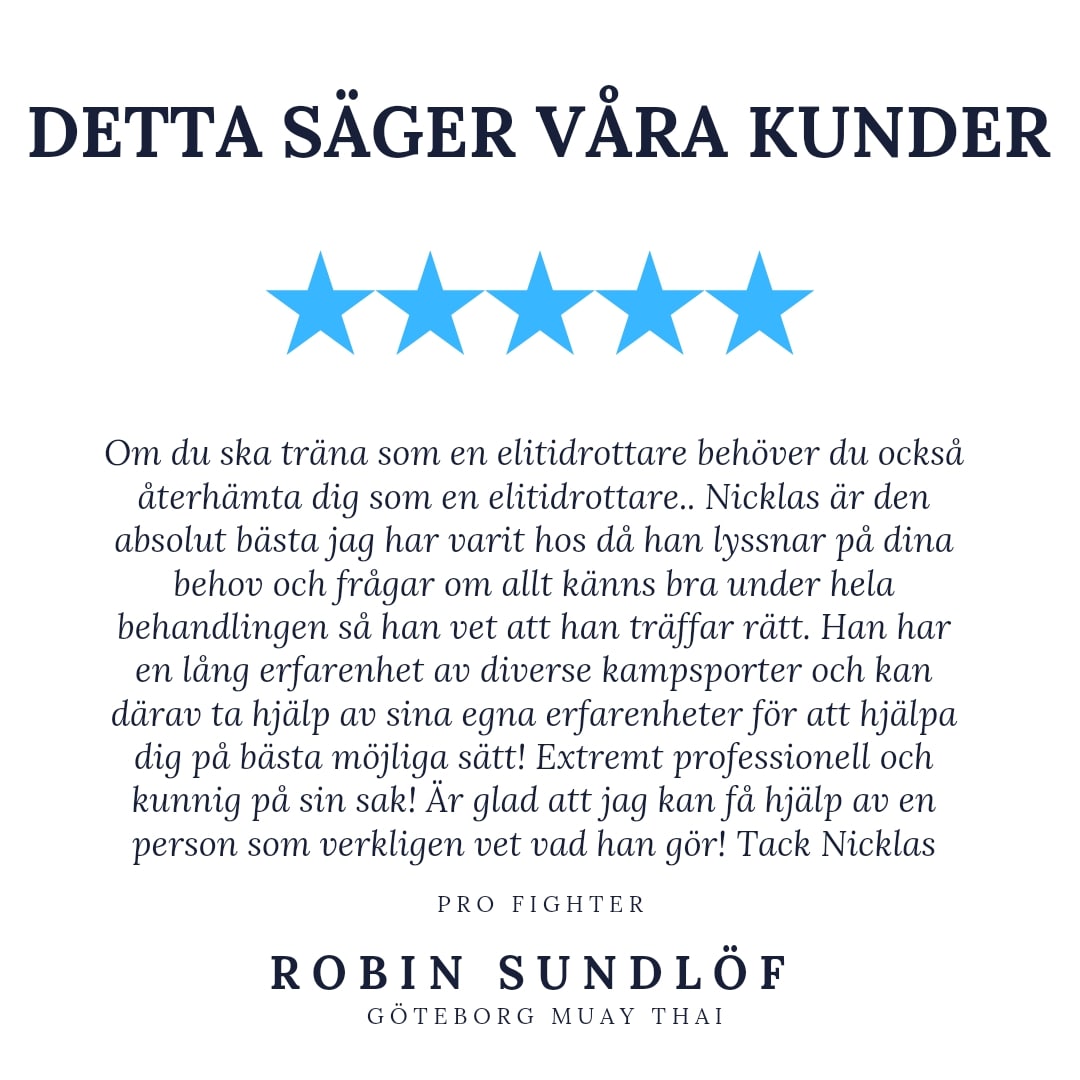 DETTA SÄGER VÅRA KUNDER
Om du ska träna som en elitidrottare behöver du också
återhämta dig som en elitidrottare.. Nicklas är den
absolut bästa jag har varit hos då han lyssnar på dina
behov och frågar om allt känns bra under hela
behandlingen så han vet att han träffar rätt. Han har
en lång erfarenhet av diverse kampsporter och kan
därav ta hjälp av sina egna erfarenheter för att hjälpa
dig på bästa möjliga sätt! Extremt professionell och
kunnig på sin sak! Är glad att jag kan få hjälp av en
person som verkligen vet vad han gör! Tack Nicklas
PRO FIGHTER
ROBIN SUNDLÖF
GÖTEBORG MUAY THAI